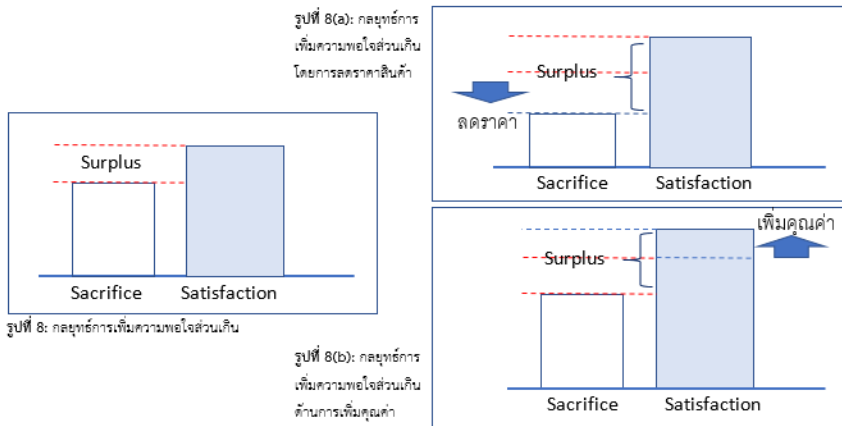 รูปที่ 8(a): กลยุทธ์การ
เพิ่มความพอใจส่วนเกิน
โดยการลดราคาสินค้า
Surplus
ลดราคา
Sacrifice
Satisfaction
Surplus
Sacrifice
Satisfaction
รูปที่ 8: กลยุทธ์การเพิ่มความพอใจส่วนเกิน
เพิ่มคุณค่า
Surplus
Sacrifice
Satisfaction
รูปที่ 8(b): กลยุทธ์การ
เพิ่มความพอใจส่วนเกิน
ด้านการเพิ่มคุณค่า